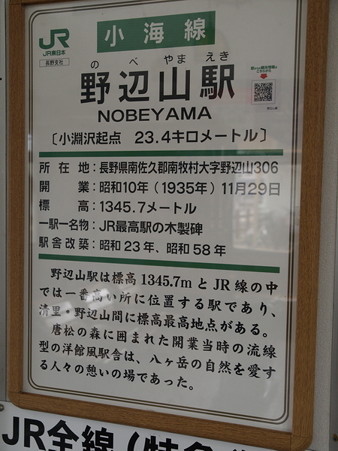 JR
JR東日本
長野支社
小海線
のべやまえき
野辺山駅
NOBEYAMA
〔小淵沢起点 23.4キロメートル〕
所在地：長野県南佐久郡南牧村大字野辺山306
開業：昭和10年（1935年）11月29日
標高：1345.7メートル
一駅一名物：JR最高駅の木製碑
駅舎改築：昭和23年、昭和58年
野辺山駅は標高1345.7mとJR線の中
では一番高い所に位置する駅であり、
清里・野辺山間に標高最高地点がある。
唐松の森に囲まれた開業当時の流線
型の洋館風駅舎は、八ヶ岳の自然を愛す
る人々の憩いの場であった。
JR全線（特急